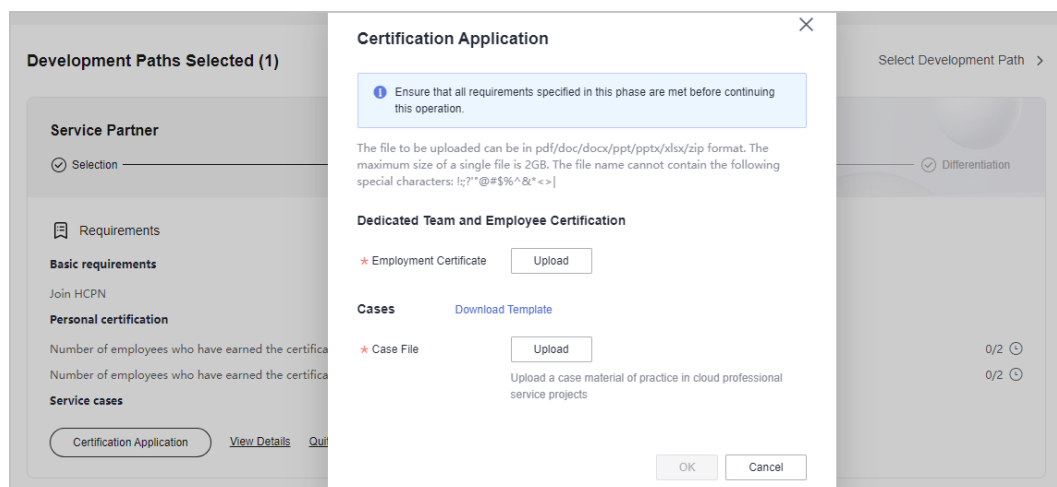 Development Paths Selected (1)
Select Development Path >
Service Partner
Selection
Differentiation
Requirements
Basic requirements
Join HCPN
Personal certification
Number of employees who have earned the certifica
0/2
Number of employees who have earned the certifica
0/2
Service cases
Certification Application
View Details
Quit
Certification Application
Ensure that all requirements specified in this phase are met before continuing
this operation.
The file to be uploaded can be in pdf/doc/docx/ppt/pptx/xlsx/zip format. The
maximum size of a single file is 2GB. The file name cannot contain the following
special characters: !:;?'"@#$%^&*<>|
Dedicated Team and Employee Certification
* Employment Certificate
Upload
Cases
Download Template
* Case File
Upload
Upload a case material of practice in cloud professional
service projects
OK
Cancel